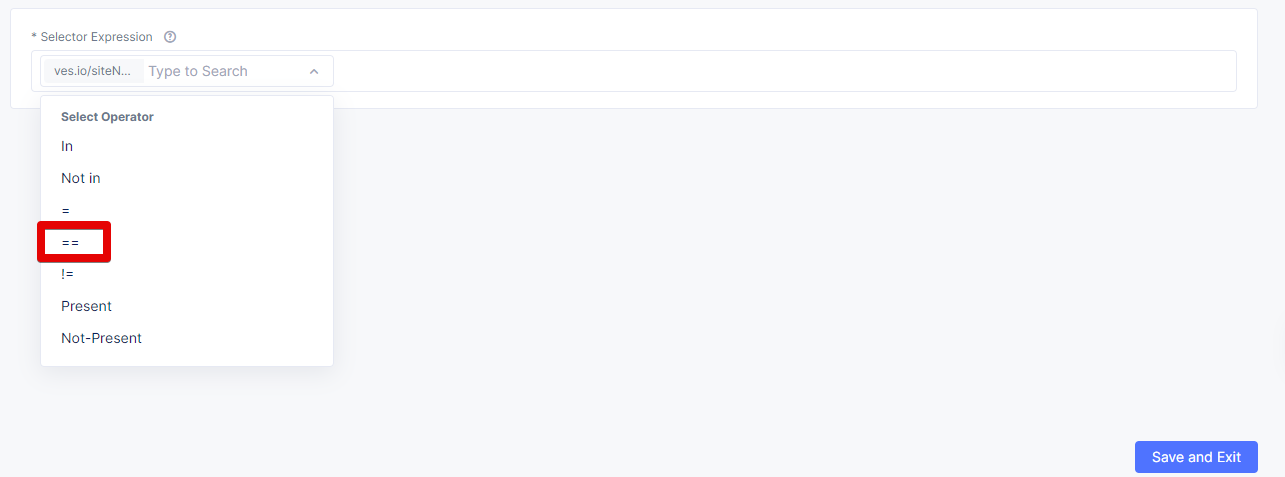 * Selector Expression
ves.io/siteN... Type to Search
Select Operator
In
Not in
=
==
!=
Present
Not-Present
Save and Exit